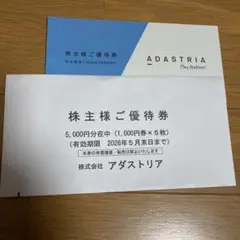 株主様ご優待券
ADASTRIA
Play fashion!
株主様ご優待券
5,000円分在中（1,000円券×5枚）
（有効期限 2026年5月末日まで）
株式会社 アダストリア